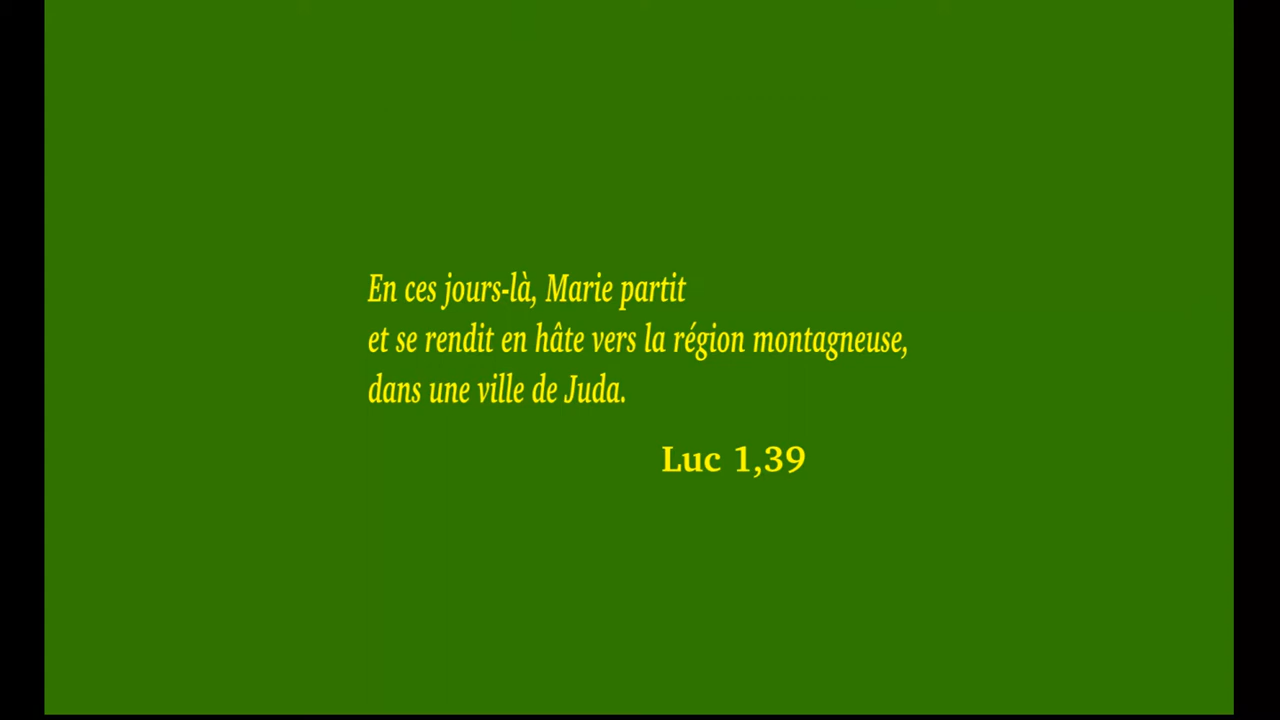 En ces jours-là, Marie partit
et se rendit en hâte vers la région montagneuse,
dans une ville de Juda.
Luc 1,39